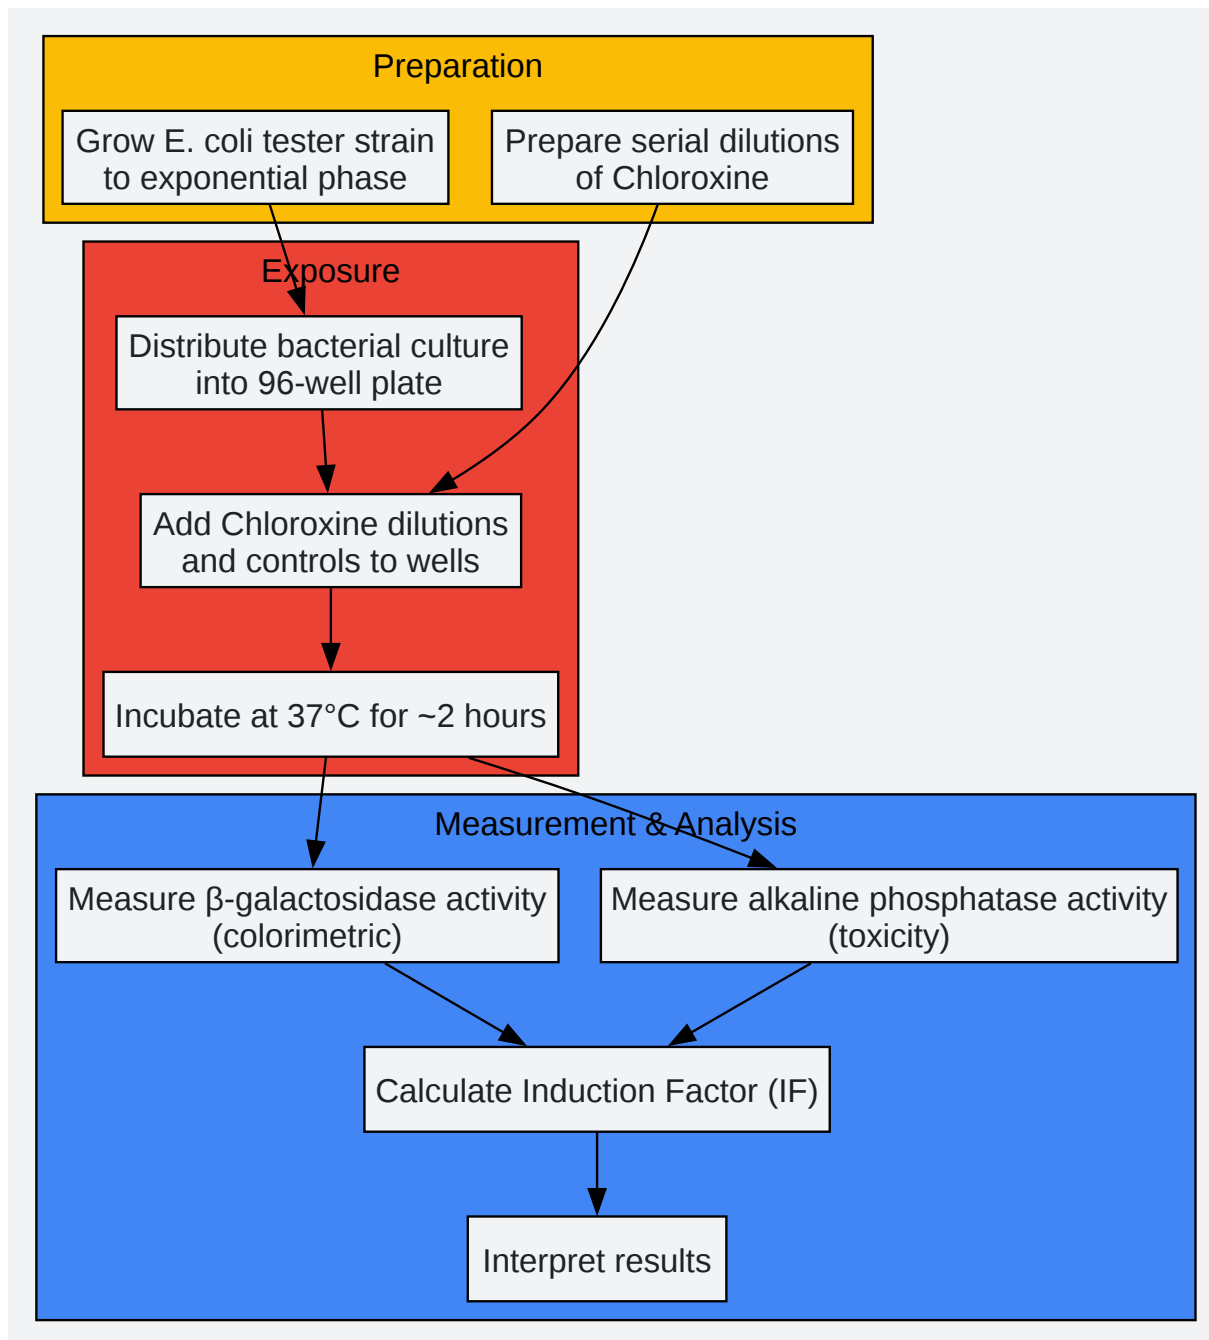 Preparation
Grow E. coli tester strain
to exponential phase
Prepare serial dilutions
of Chloroxine
Exposure
Distribute bacterial culture
into 96-well plate
Add Chloroxine dilutions
and controls to wells
Incubate at 37°C for ~2 hours
Measurement & Analysis
Measure β-galactosidase activity
(colorimetric)
Measure alkaline phosphatase activity
(toxicity)
Calculate Induction Factor (IF)
Interpret results